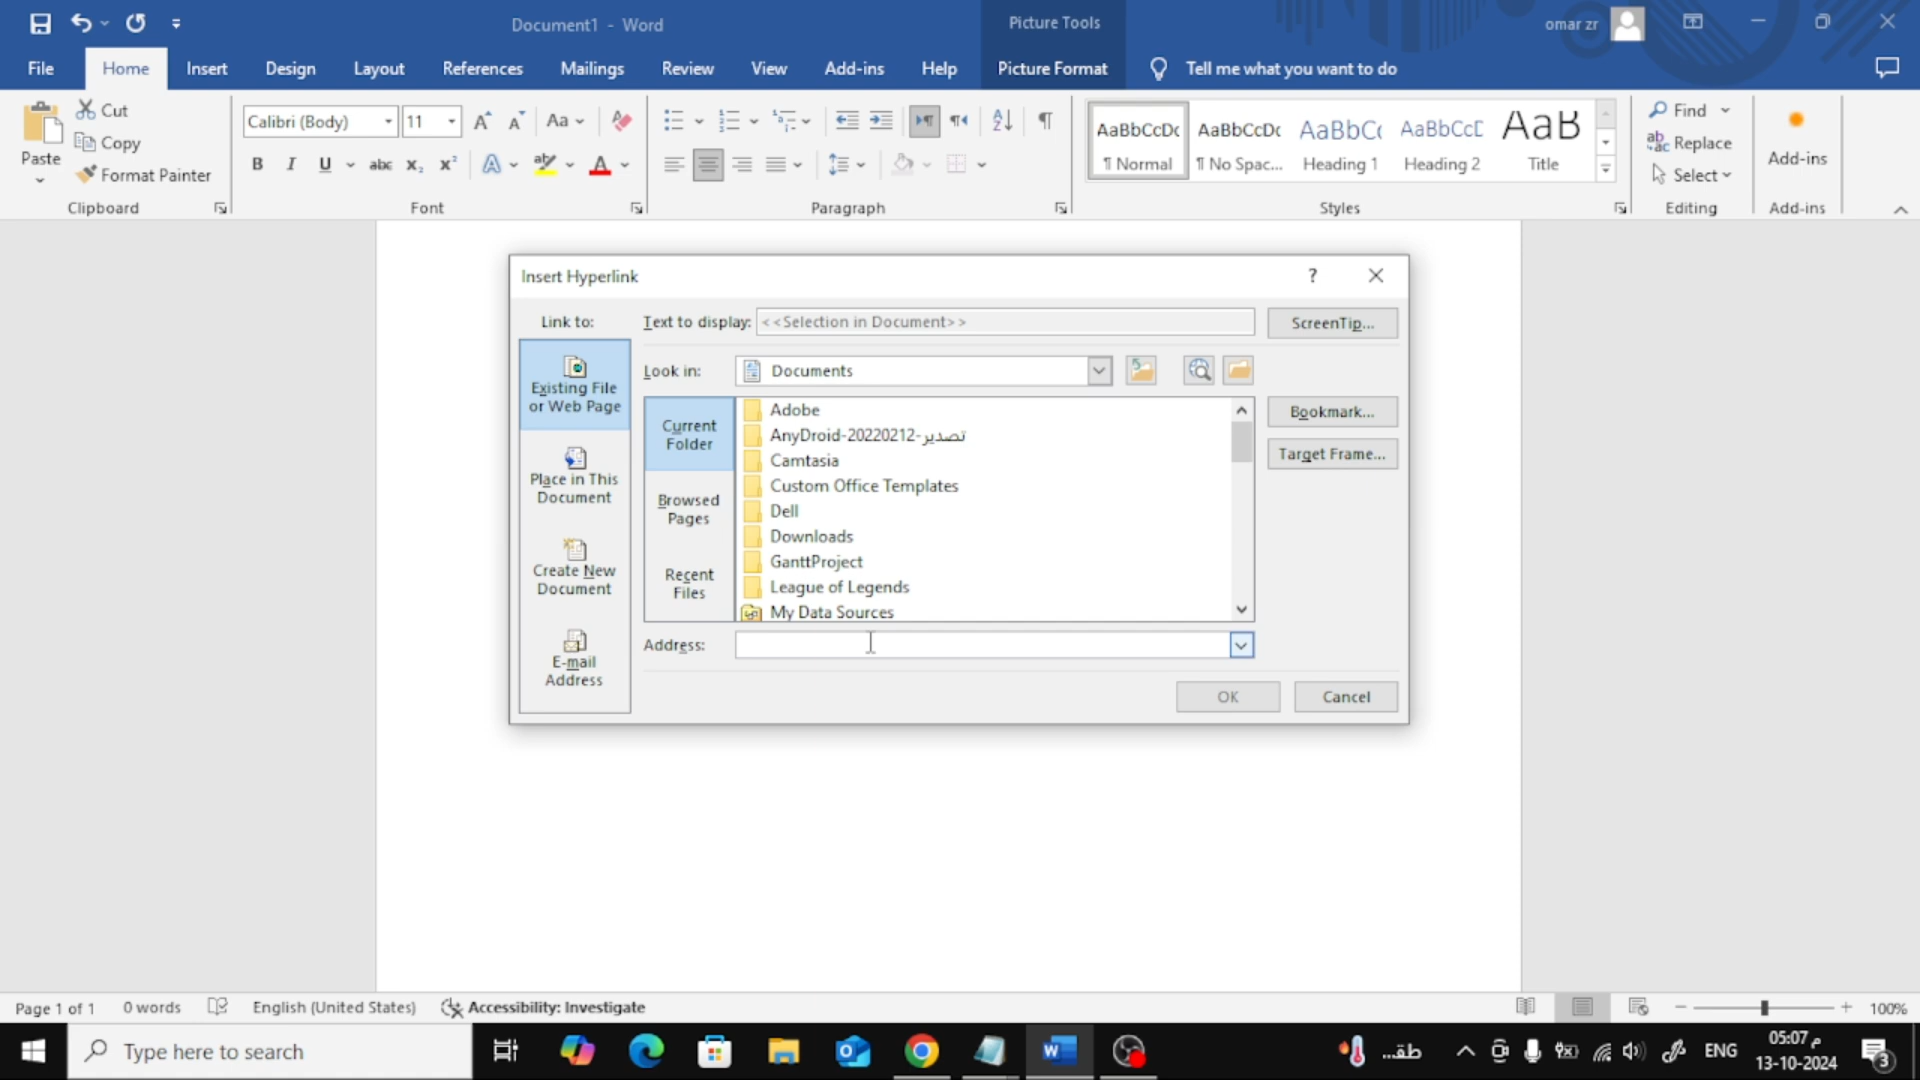 Document1 - Word
Picture Tools
omar zr
File
Home
Insert
Design
Layout
References
Mailings
Review
View
Add-ins
Help
Picture Format
Tell me what you want to do
Paste
Cut
Copy
Format Painter
Clipboard
Calibri (Body)
11
Aa
B I U abc x₂ x²
A
A
Font
Paragraph
AaBbCcDc
¶ Normal
AaBbCcDc
¶ No Spac...
AaBbC(
Heading 1
AaBbCcE
Heading 2
AaB
Title
Styles
Find
Replace
Select
Editing
Add-ins
Add-ins
Insert Hyperlink
?
Link to:
Text to display:
<<Selection in Document>>
ScreenTip...
Existing File
or Web Page
Place in This
Document
Create New
Document
E-mail
Address
Look in:
Documents
Current
Folder
Browsed
Pages
Recent
Files
Adobe
AnyDroid-20220212-تصدير
Camtasia
Custom Office Templates
Dell
Downloads
GanttProject
League of Legends
My Data Sources
Bookmark...
Target Frame...
Address:
OK
Cancel
Page 1 of 1
0 words
English (United States)
Accessibility: Investigate
100%
Type here to search
طقـ...
ENG
05:07 م
13-10-2024
3